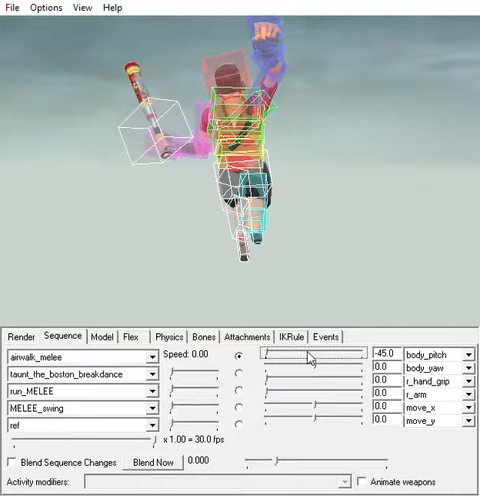 File Options View Help
Render Sequence Model Flex Physics Bones Attachments IKRule Events
airwalk_melee Speed: 0.00 -45.0 body_pitch
taunt_the_boston_breakdance 0.0 body_yaw
run_MELEE 0.0 r_hand_grip
MELEE_swing 0.0 r_arm
ref 0.0 move_x
0.0 move_y
x 1.00 = 30.0 fps
Blend Sequence Changes Blend Now 0.000
Activity modifiers: Animate weapons